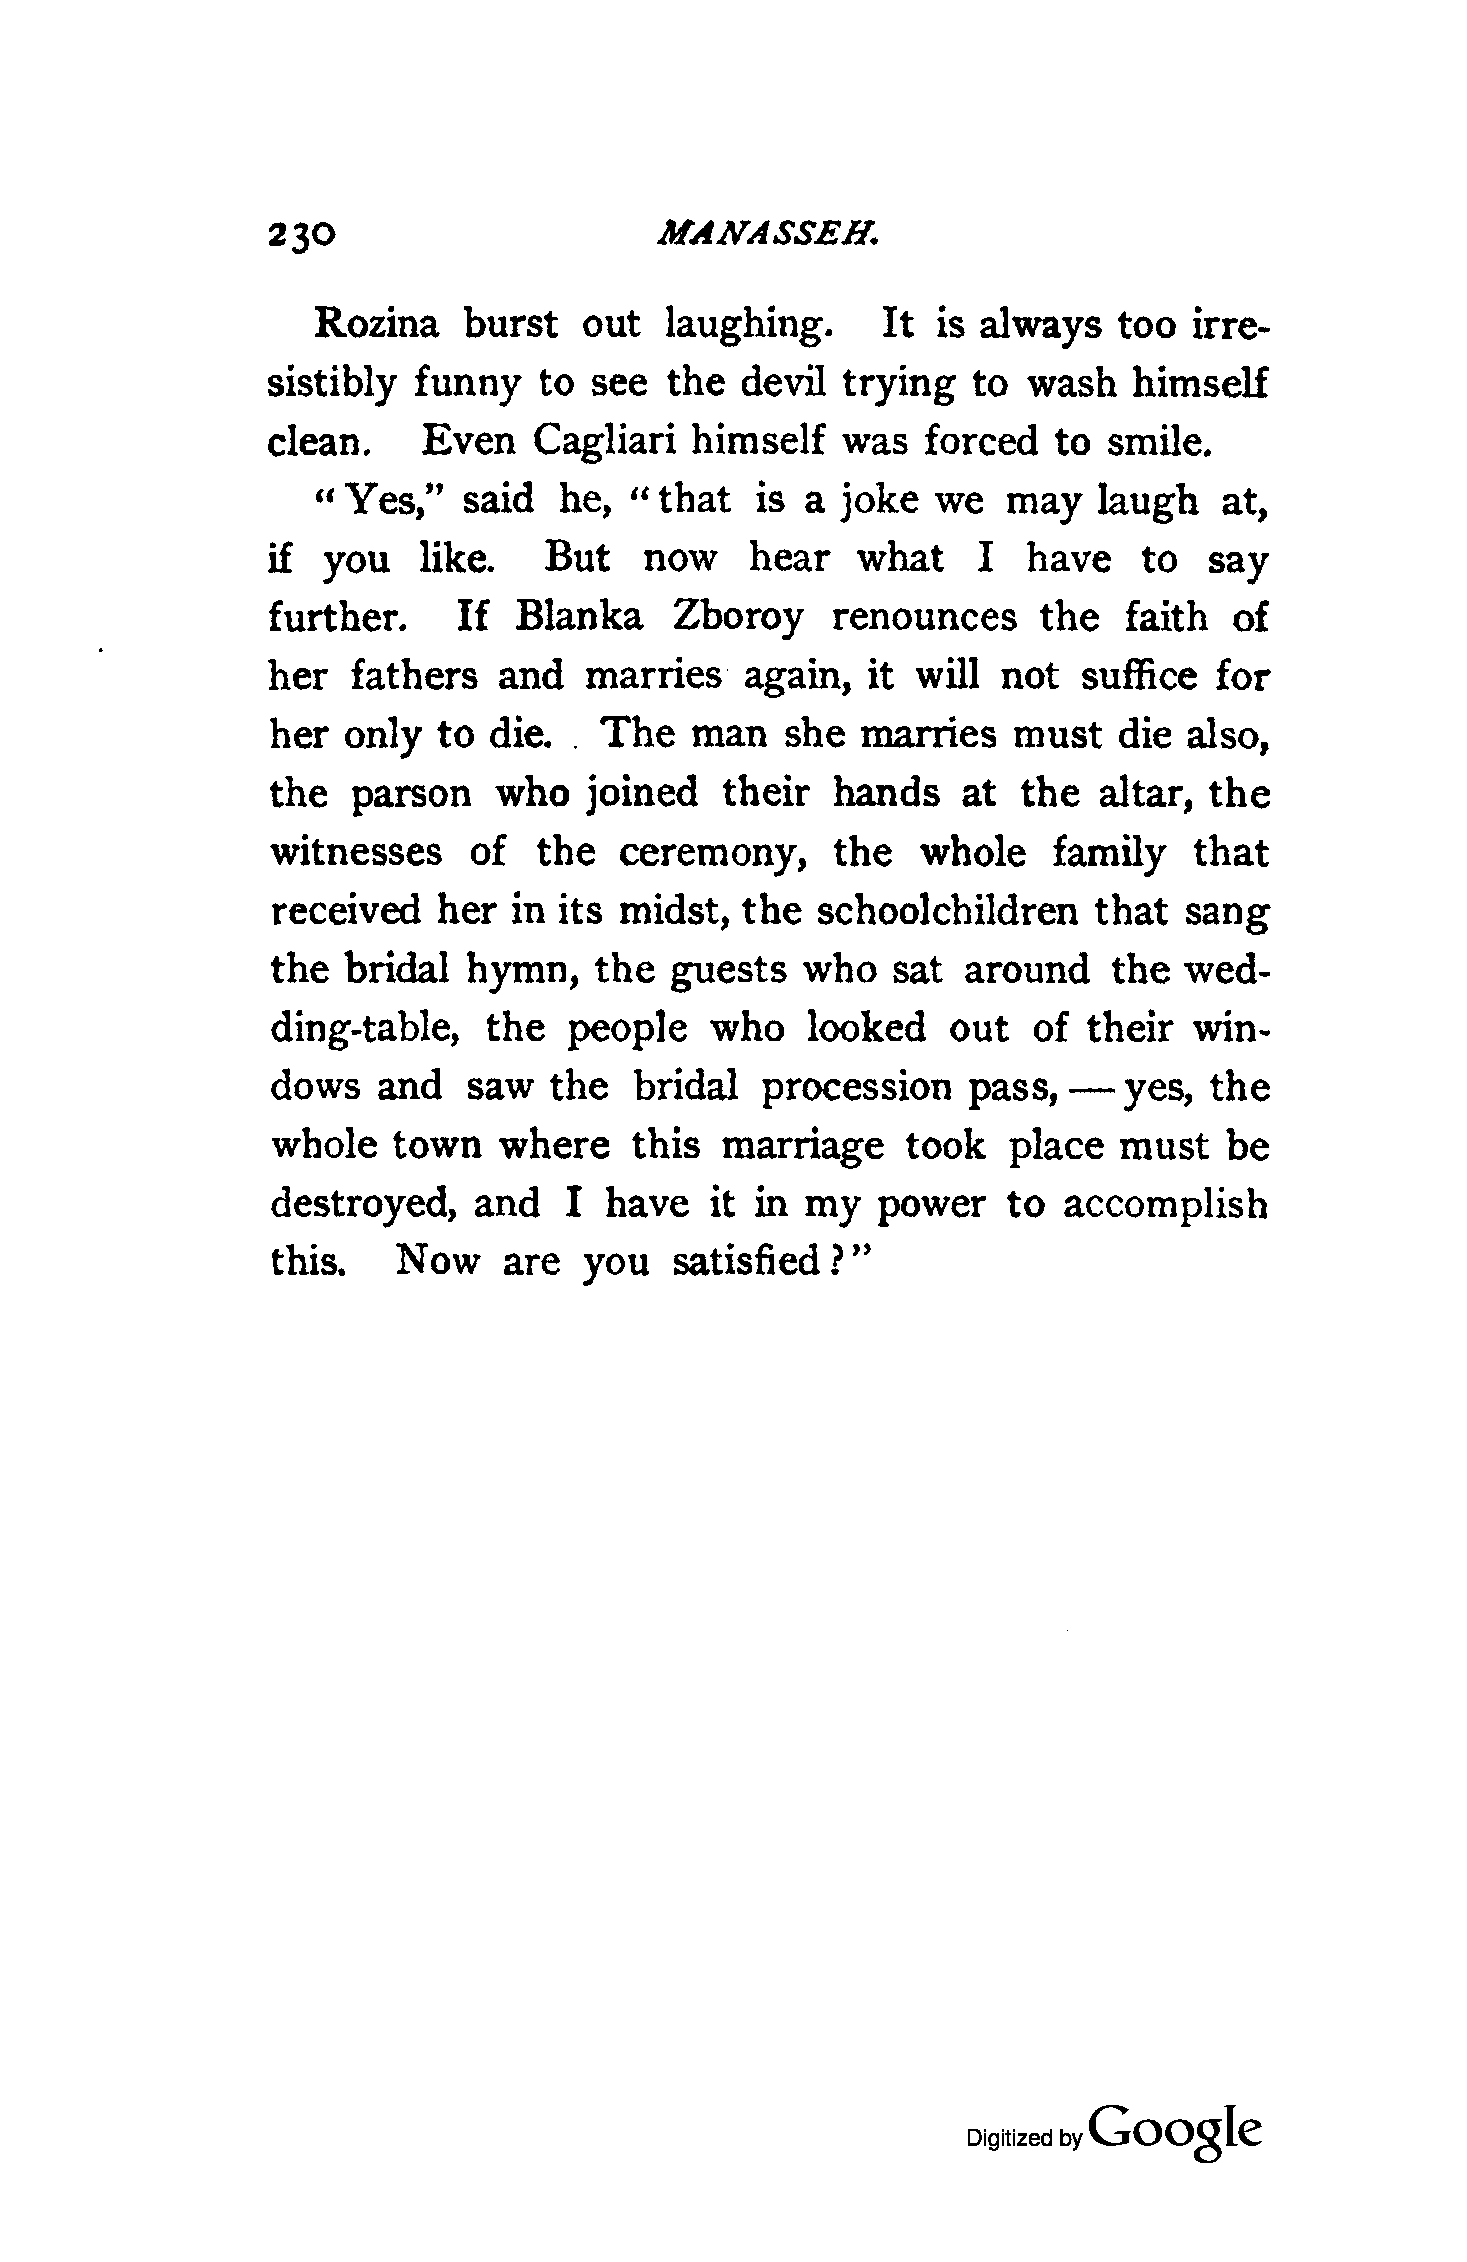 230 MANASSEH.
Rozina burst out laughing. It is always too irre-
sistibly funny to see the devil trying to wash himself
clean. Even Cagliari himself was forced to smile.
"Yes," said he, "that is a joke we may laugh at,
if you like. But now hear what I have to say
further. If Blanka Zboroy renounces the faith of
her fathers and marries again, it will not suffice for
her only to die. The man she marries must die also,
the parson who joined their hands at the altar, the
witnesses of the ceremony, the whole family that
received her in its midst, the schoolchildren that sang
the bridal hymn, the guests who sat around the wed-
ding-table, the people who looked out of their win-
dows and saw the bridal procession pass, — yes, the
whole town where this marriage took place must be
destroyed, and I have it in my power to accomplish
this. Now are you satisfied?"
Digitized by Google